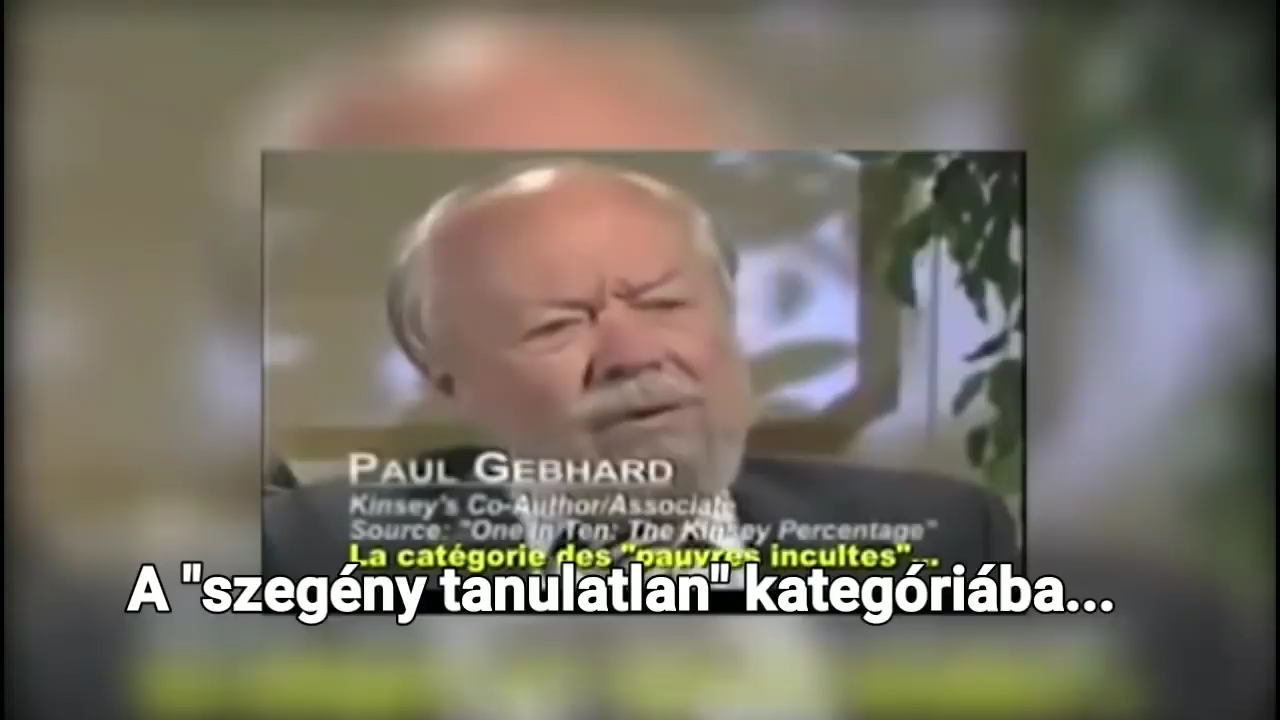 PAUL GEBHARD
Kinsey's Co-Author/Associate
Source: "One in Ten: The Kinsey Percentage"
La catégorie des "pauvres incultes"...
A "szegény tanulatlan" kategóriába...